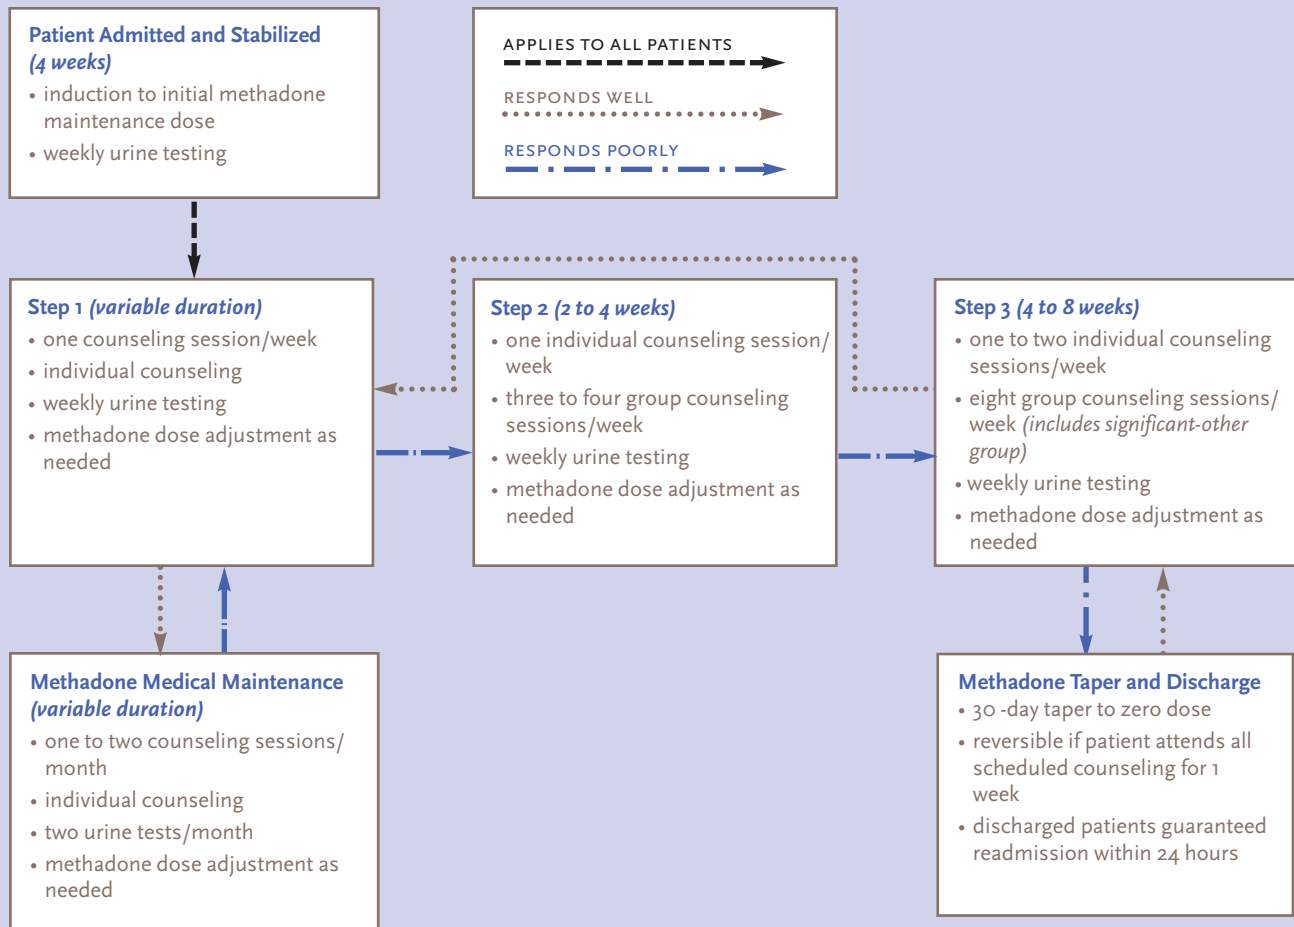 Patient Admitted and Stabilized
(4 weeks)
• induction to initial methadone
maintenance dose
• weekly urine testing
APPLIES TO ALL PATIENTS
RESPONDS WELL
RESPONDS POORLY
Step 1 (variable duration)
• one counseling session/week
• individual counseling
• weekly urine testing
• methadone dose adjustment as
needed
Step 2 (2 to 4 weeks)
• one individual counseling session/
week
• three to four group counseling
sessions/week
• weekly urine testing
• methadone dose adjustment as
needed
Step 3 (4 to 8 weeks)
• one to two individual counseling
sessions/week
• eight group counseling sessions/
week (includes significant-other
group)
• weekly urine testing
• methadone dose adjustment as
needed
Methadone Medical Maintenance
(variable duration)
• one to two counseling sessions/
month
• individual counseling
• two urine tests/month
• methadone dose adjustment as
needed
Methadone Taper and Discharge
• 30 -day taper to zero dose
• reversible if patient attends all
scheduled counseling for 1
week
• discharged patients guaranteed
readmission within 24 hours